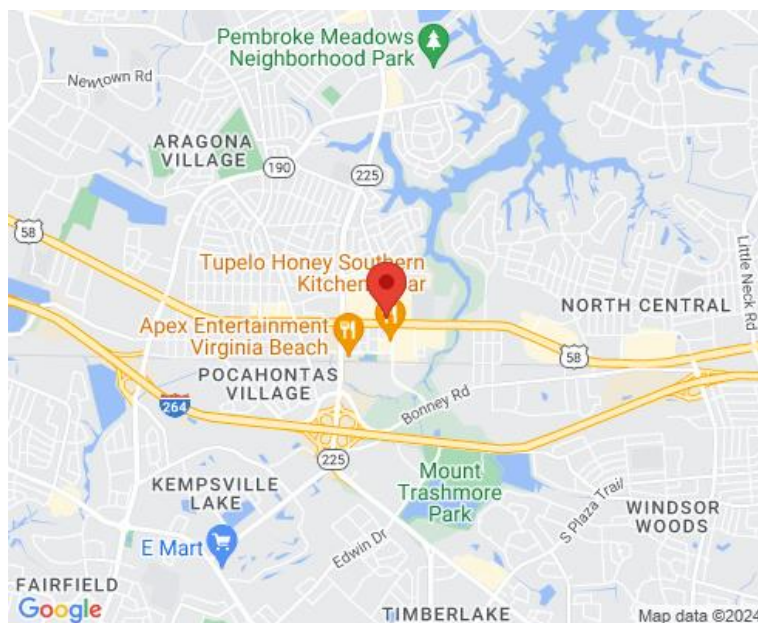 Pembroke Meadows
Neighborhood Park
Newtown Rd
ARAGONA
VILLAGE
190
225
58
Tupelo Honey Southern
Kitchen ar
Little Neck Rd
NORTH CENTRAL
Apex Entertainment
Virginia Beach
58
POCAHONTAS
VILLAGE
264
Bonney Rd
225
Mount
Trashmore
Park
KEMPSVILLE
LAKE
S Plaza Trail
WINDSOR
WOODS
E Mart
Edwin Dr
FAIRFIELD
Google
TIMBERLAKE
Map data ©2024